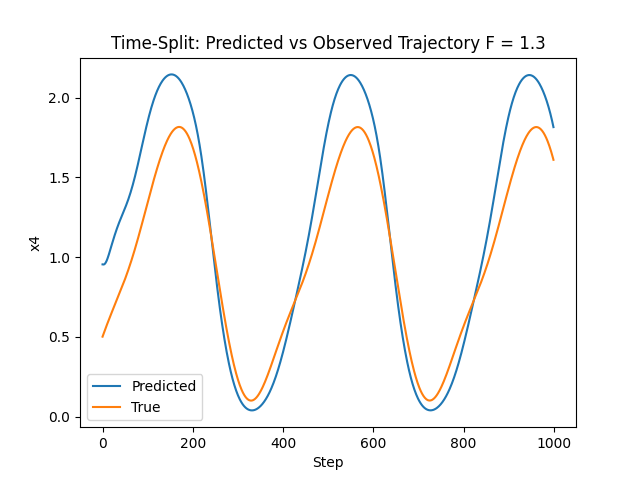 Time-Split: Predicted vs Observed Trajectory F = 1.3
2.0
1.5
1.0
0.5
0.0
x4
Predicted
True
0 200 400 600 800 1000
Step